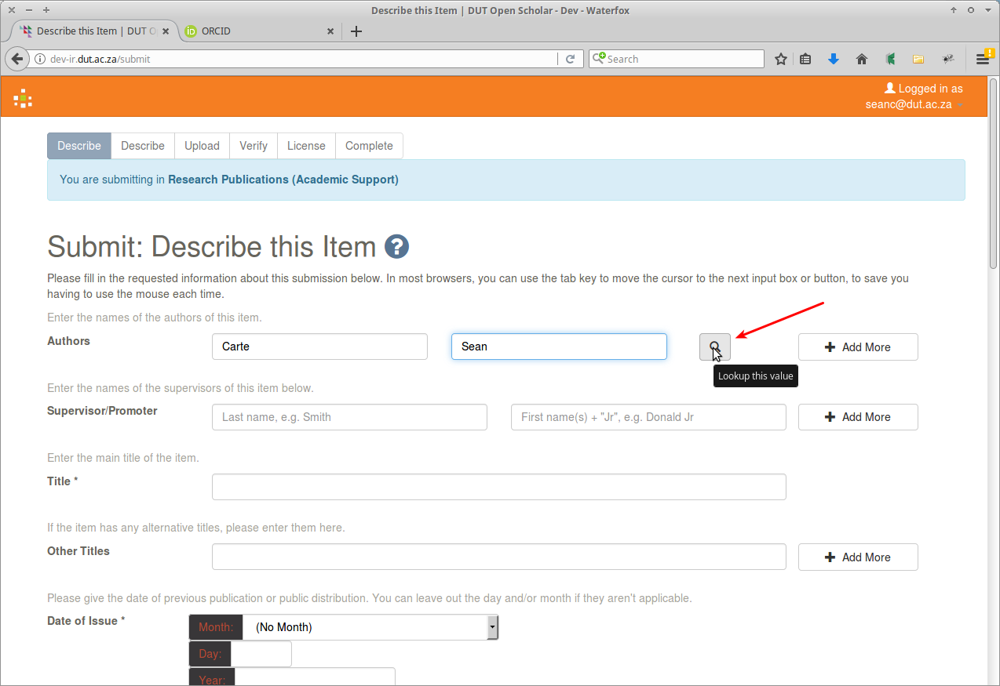 Describe this Item | DUT Open Scholar - Dev - Waterfox
Describe this Item | DUT O
iD ORCID
dev-ir.dut.ac.za/submit
Search
Logged in as
seanc@dut.ac.za
Describe Describe Upload Verify License Complete
You are submitting in Research Publications (Academic Support)
Submit: Describe this Item ?
Please fill in the requested information about this submission below. In most browsers, you can use the tab key to move the cursor to the next input box or button, to save you
having to use the mouse each time.
Enter the names of the authors of this item.
Authors Carte Sean Add More
Lookup this value
Enter the names of the supervisors of this item below.
Supervisor/Promoter Last name, e.g. Smith First name(s) + "Jr", e.g. Donald Jr Add More
Enter the main title of the item.
Title *
If the item has any alternative titles, please enter them here.
Other Titles Add More
Please give the date of previous publication or public distribution. You can leave out the day and/or month if they aren't applicable.
Date of Issue * Month: (No Month)
Day:
Year: